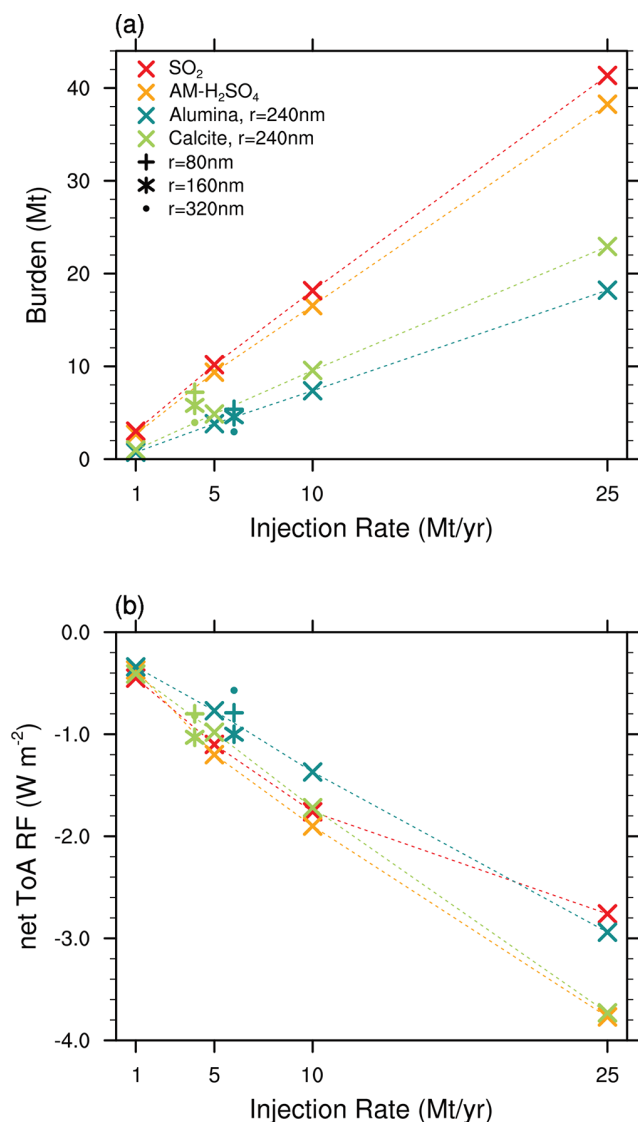 (a)
SO₂
AM-H₂SO₄
Alumina, r=240nm
Calcite, r=240nm
r=80nm
r=160nm
r=320nm
40
30
20
10
0
Burden (Mt)
1 5 10 25
Injection Rate (Mt/yr)
(b)
0.0
-1.0
-2.0
-3.0
-4.0
net ToA RF (W m⁻²)
1 5 10 25
Injection Rate (Mt/yr)